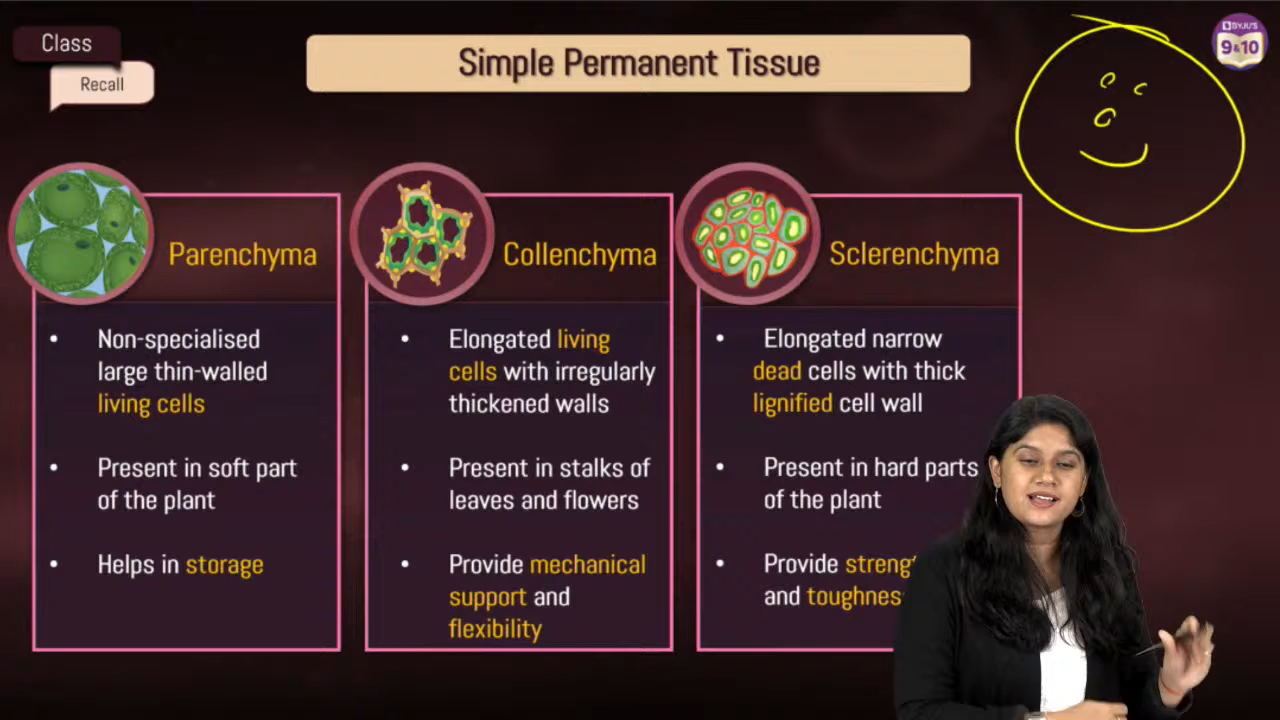 Class
Recall
Simple Permanent Tissue
BYJU'S
9&10
Parenchyma
Non-specialised
large thin-walled
living cells
Present in soft part
of the plant
Helps in storage
Collenchyma
Elongated living
cells with irregularly
thickened walls
Present in stalks of
leaves and flowers
Provide mechanical
support and
flexibility
Sclerenchyma
Elongated narrow
dead cells with thick
lignified cell wall
Present in hard parts
of the plant
Provide
and